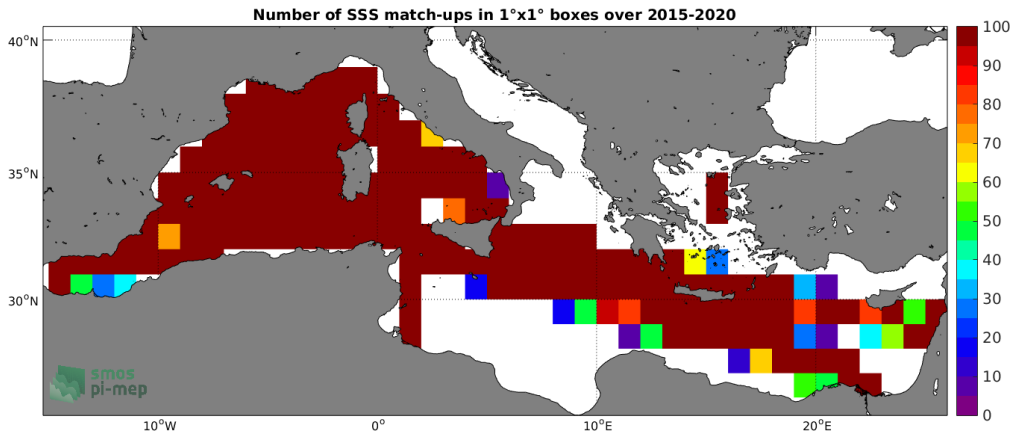 Number of SSS match-ups in 1°x1° boxes over 2015-2020
40°N
35°N
30°N
10°W
0°
10°E
20°E
100
90
80
70
60
50
40
30
20
10
0
smos
pi-mep